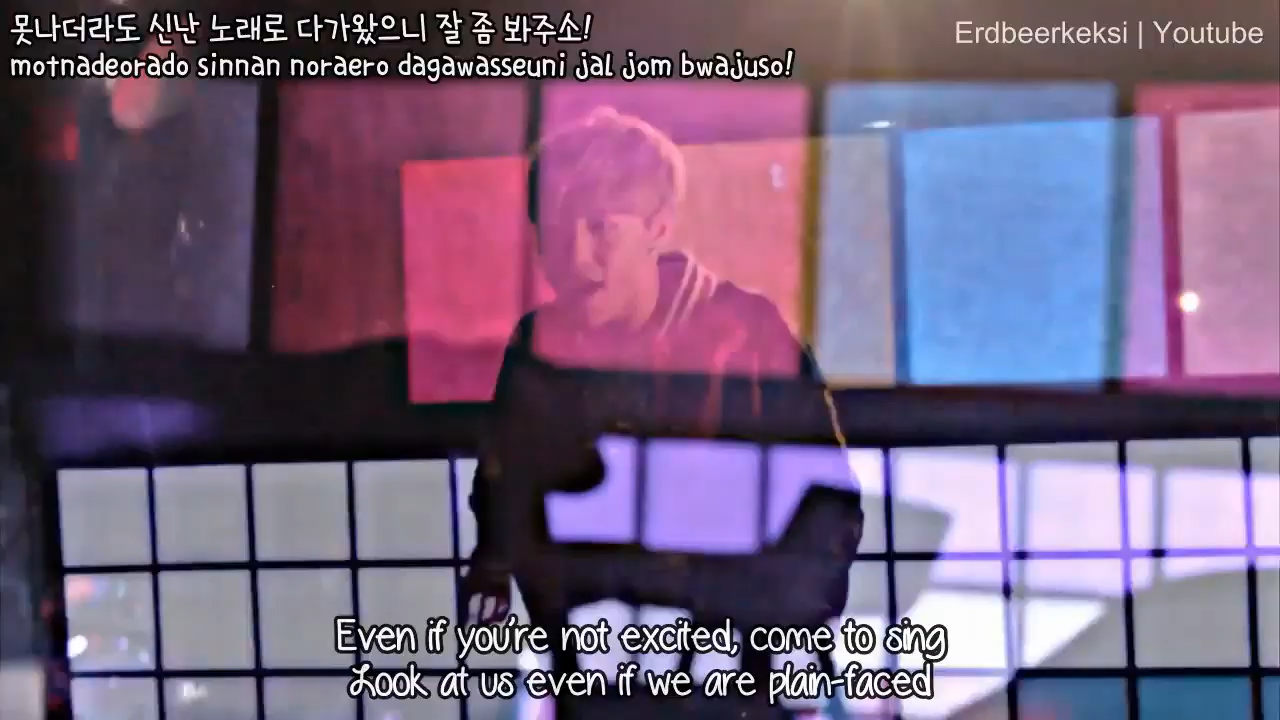 못나더라도 신난 노래로 다가왔으니 잘 좀 봐주소!
motnadeorado sinnan noraero dagawasseuni jal jom bwajuso!
Erdbeerkeksi | Youtube
Even if you're not excited, come to sing
Look at us even if we are plain-faced